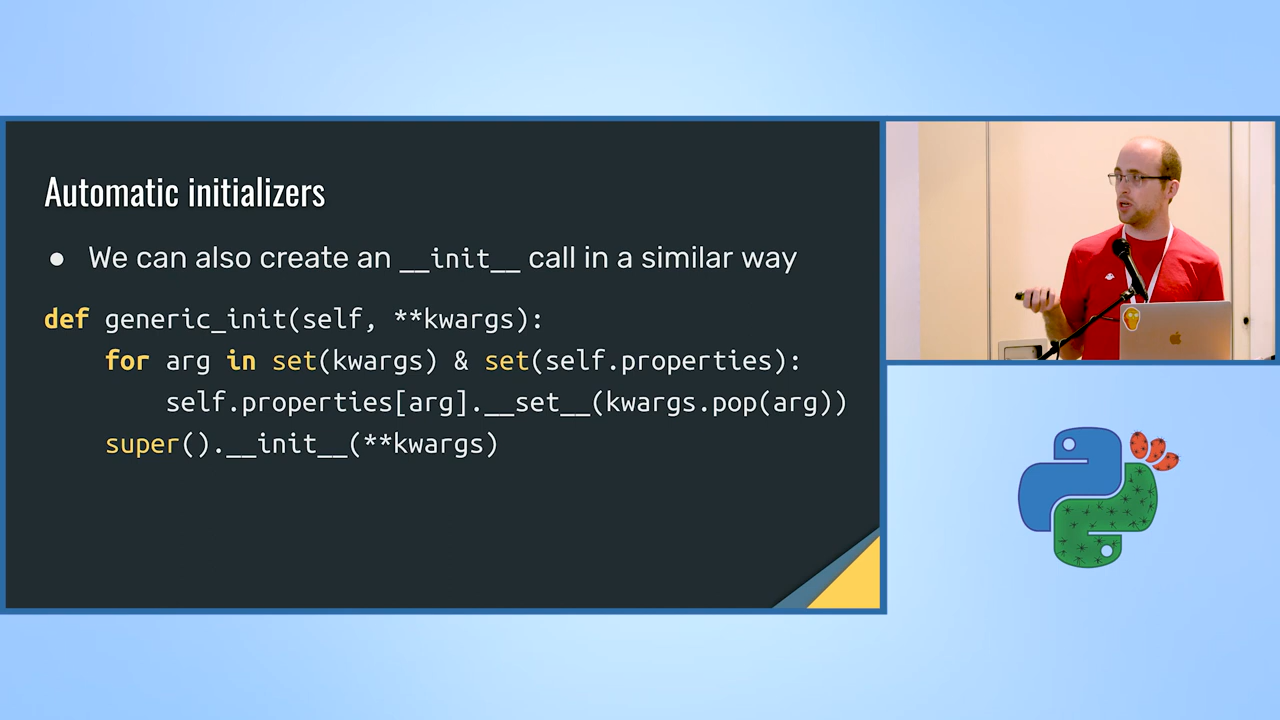 Automatic initializers
● We can also create an __init__ call in a similar way
def generic_init(self, **kwargs):
    for arg in set(kwargs) & set(self.properties):
        self.properties[arg].__set__(kwargs.pop(arg))
    super().__init__(**kwargs)